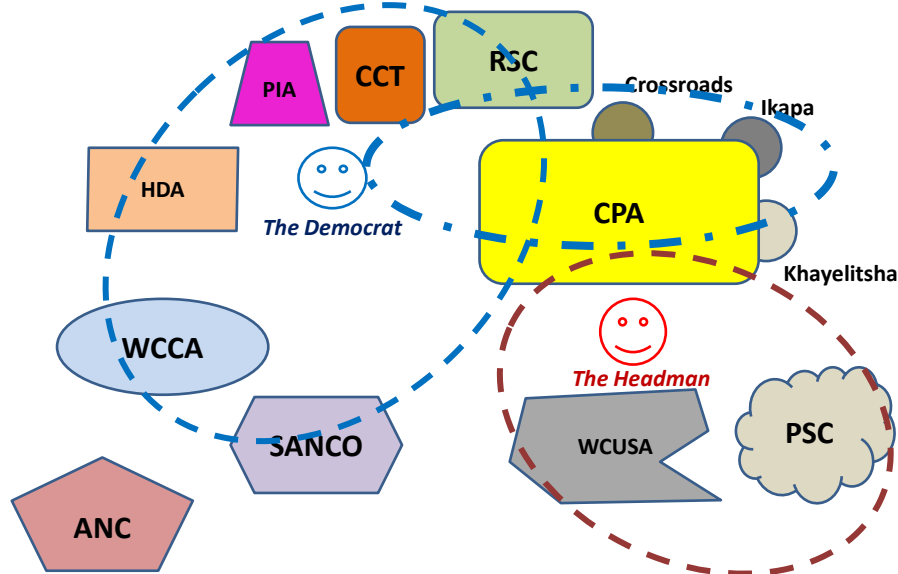 RSC
CCT
PIA
Crossroads
Ikapa
HDA
CPA
The Democrat
Khayelitsha
WCCA
The Headman
PSC
WCUSA
SANCO
ANC